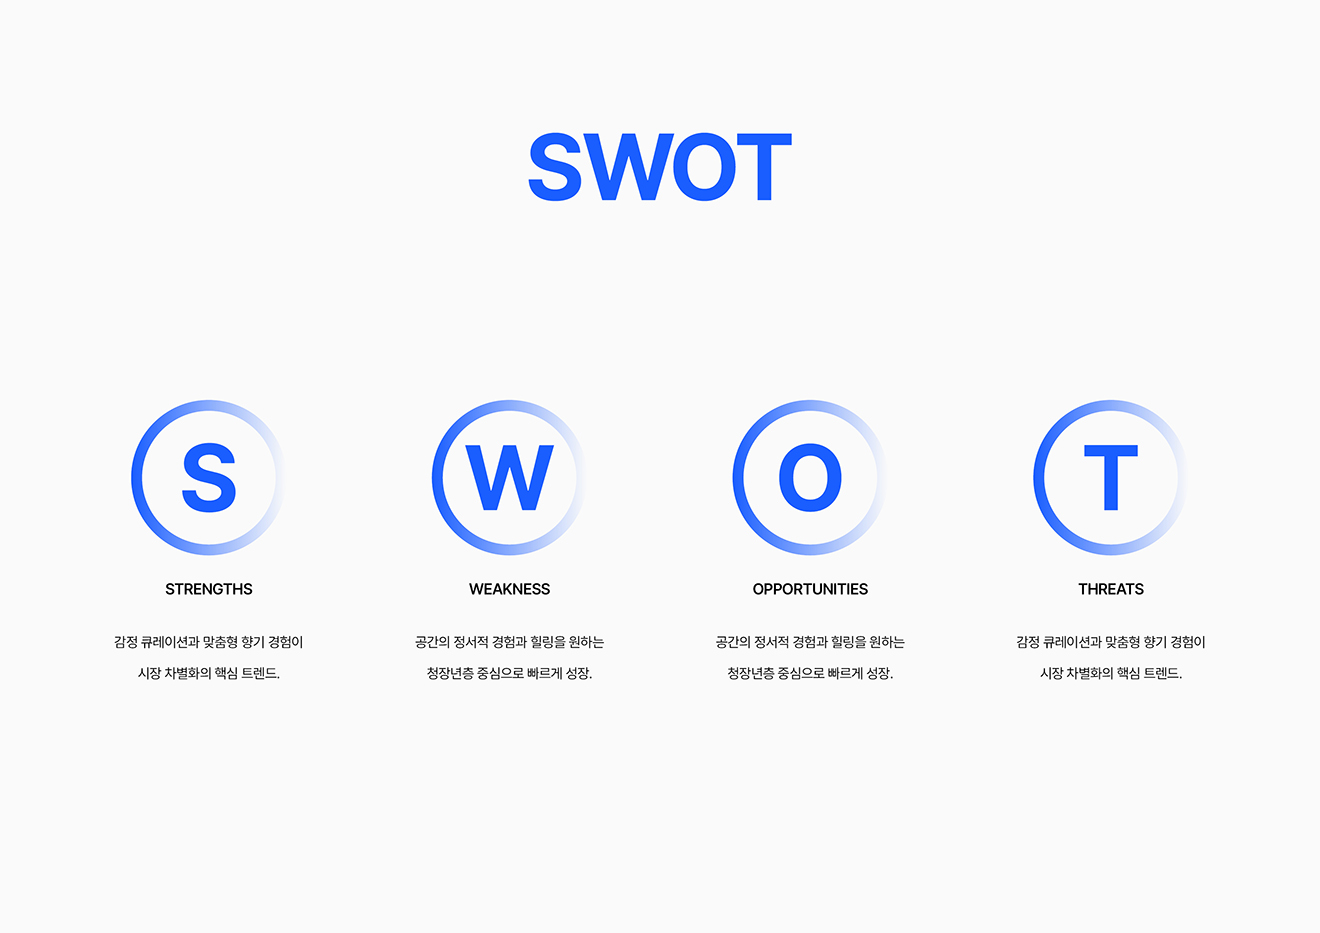 SWOT
S
W
O
T
STRENGTHS
WEAKNESS
OPPORTUNITIES
THREATS
감정 큐레이션과 맞춤형 향기 경험이
시장 차별화의 핵심 트렌드.
공간의 정서적 경험과 힐링을 원하는
청장년층 중심으로 빠르게 성장.
공간의 정서적 경험과 힐링을 원하는
청장년층 중심으로 빠르게 성장.
감정 큐레이션과 맞춤형 향기 경험이
시장 차별화의 핵심 트렌드.